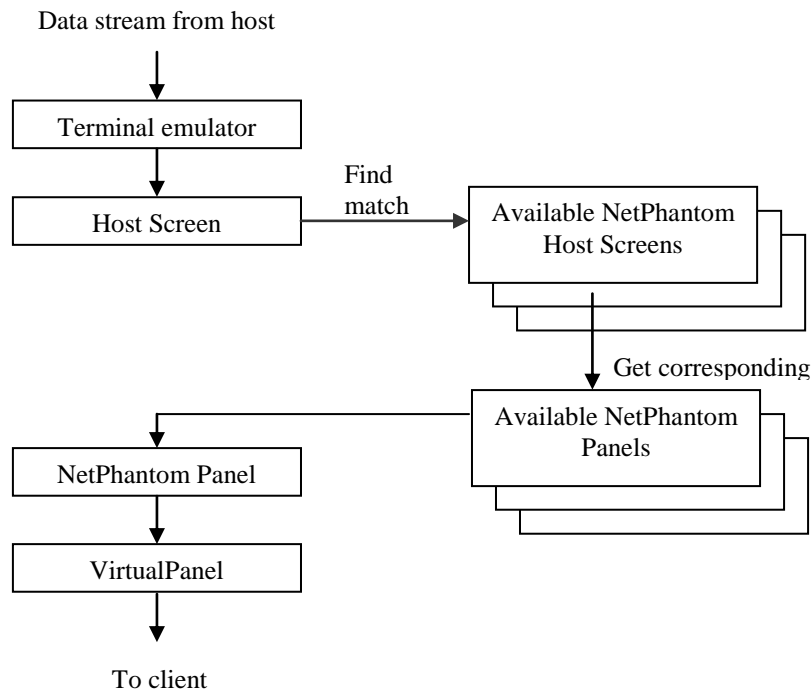 Data stream from host
Terminal emulator
Host Screen
Find
match
Available NetPhantom
Host Screens
Get corresponding
Available NetPhantom
Panels
NetPhantom Panel
VirtualPanel
To client